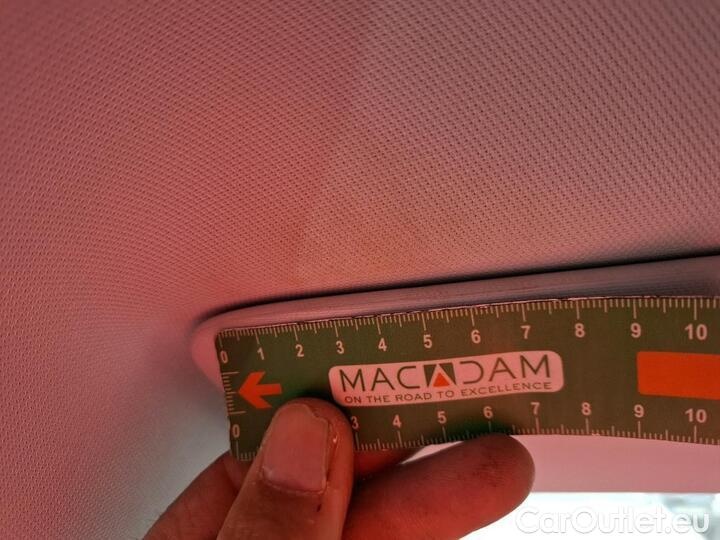 0 1 2 3 4 5 6 7 8 9 10
MACADAM
ON THE ROAD TO EXCELLENCE
0 3 4 5 6 7 8 9 10
CarOutlet.eu